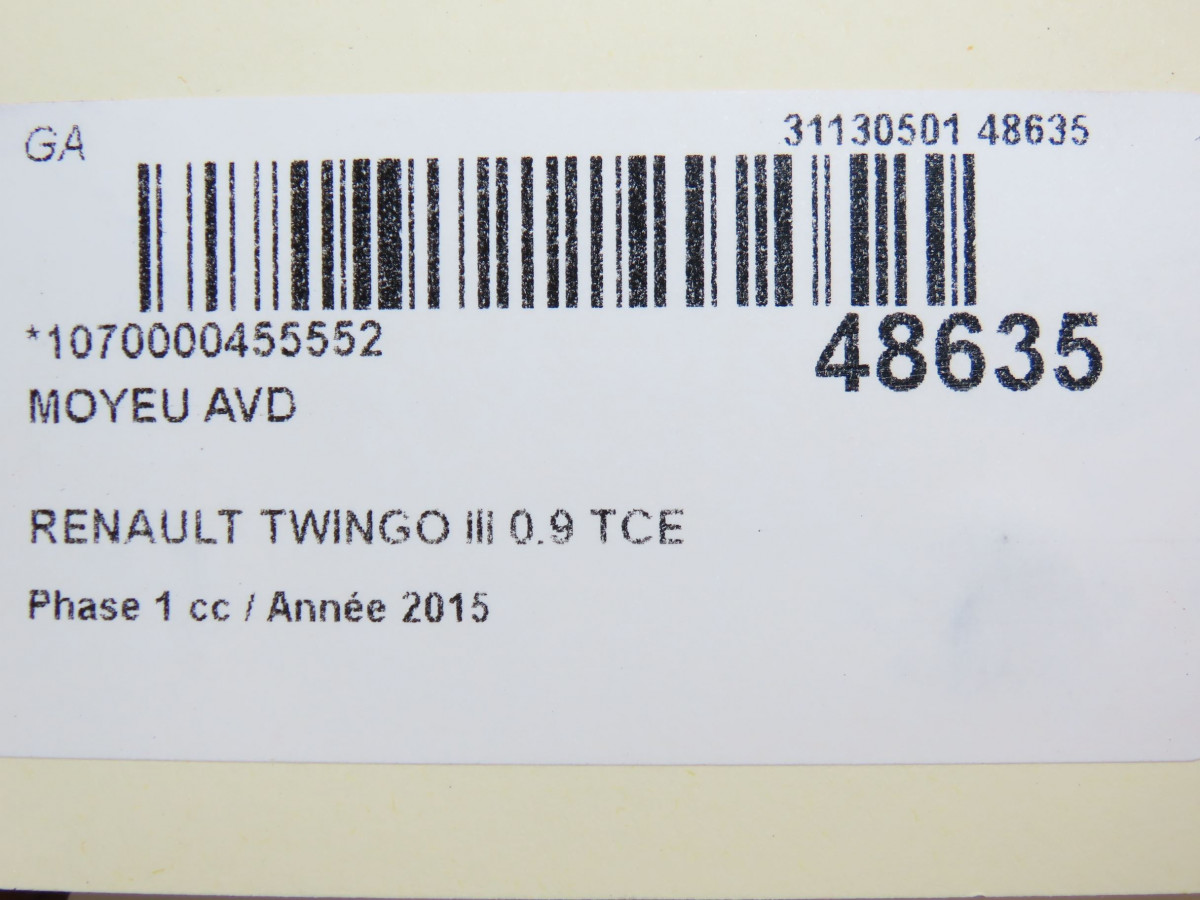 GA
31130501 48635
*1070000455552
48635
MOYEU AVD
RENAULT TWINGO iii 0.9 TCE
Phase 1 cc / Année 2015